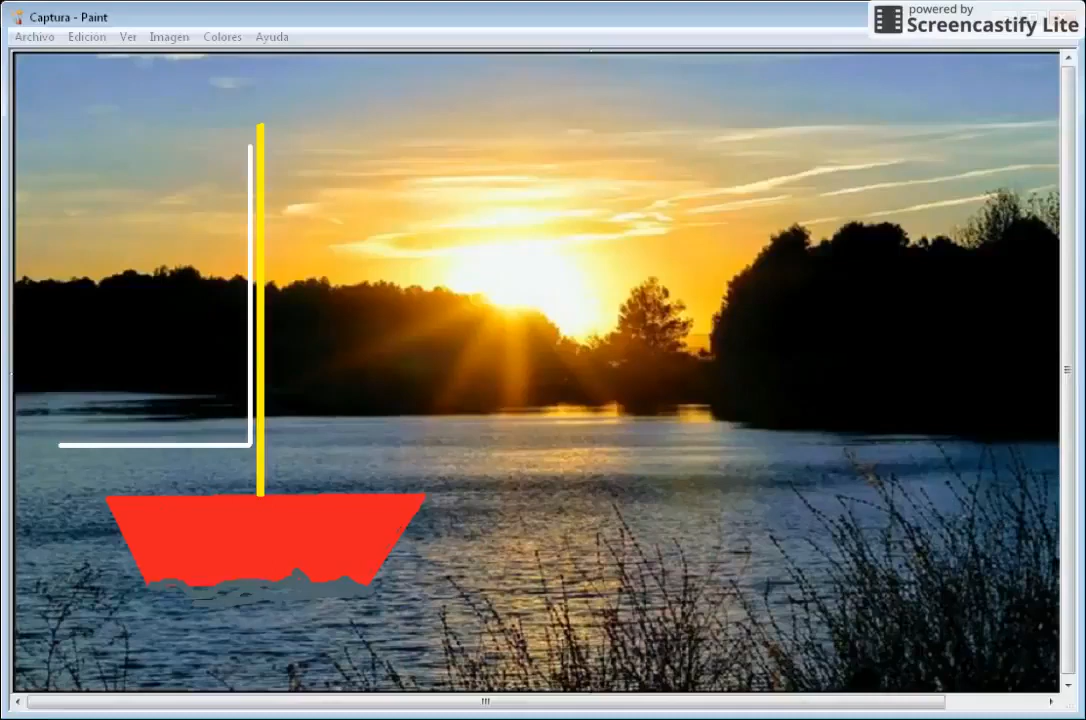 Captura - Paint
powered by
Screencastify Lite
Archivo Edición Ver Imagen Colores Ayuda